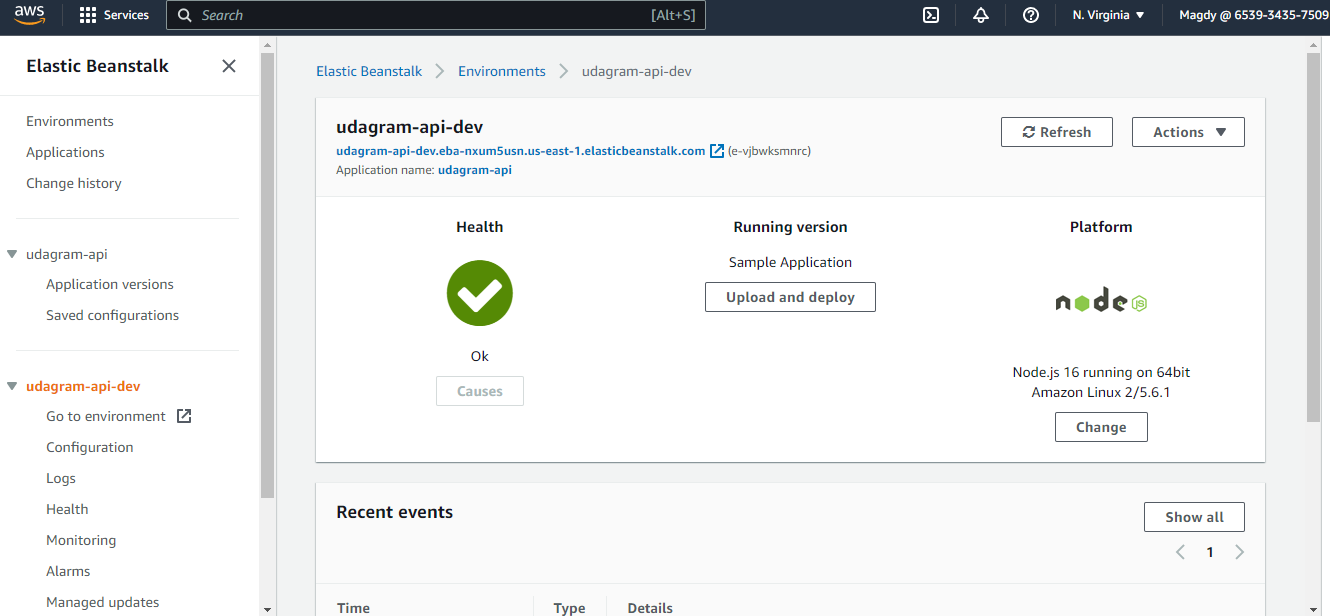 aws
Services
Search
[Alt+S]
N. Virginia
Magdy @ 6539-3435-7509
Elastic Beanstalk
Environments
Applications
Change history
udagram-api
Application versions
Saved configurations
udagram-api-dev
Go to environment
Configuration
Logs
Health
Monitoring
Alarms
Managed updates
Elastic Beanstalk
Environments
udagram-api-dev
udagram-api-dev
udagram-api-dev.eba-nxum5usn.us-east-1.elasticbeanstalk.com (e-vjbwksmnrc)
Application name: udagram-api
Refresh
Actions
Health
Ok
Causes
Running version
Sample Application
Upload and deploy
Platform
node JS
Node.js 16 running on 64bit
Amazon Linux 2/5.6.1
Change
Recent events
Show all
1
Time
Type
Details